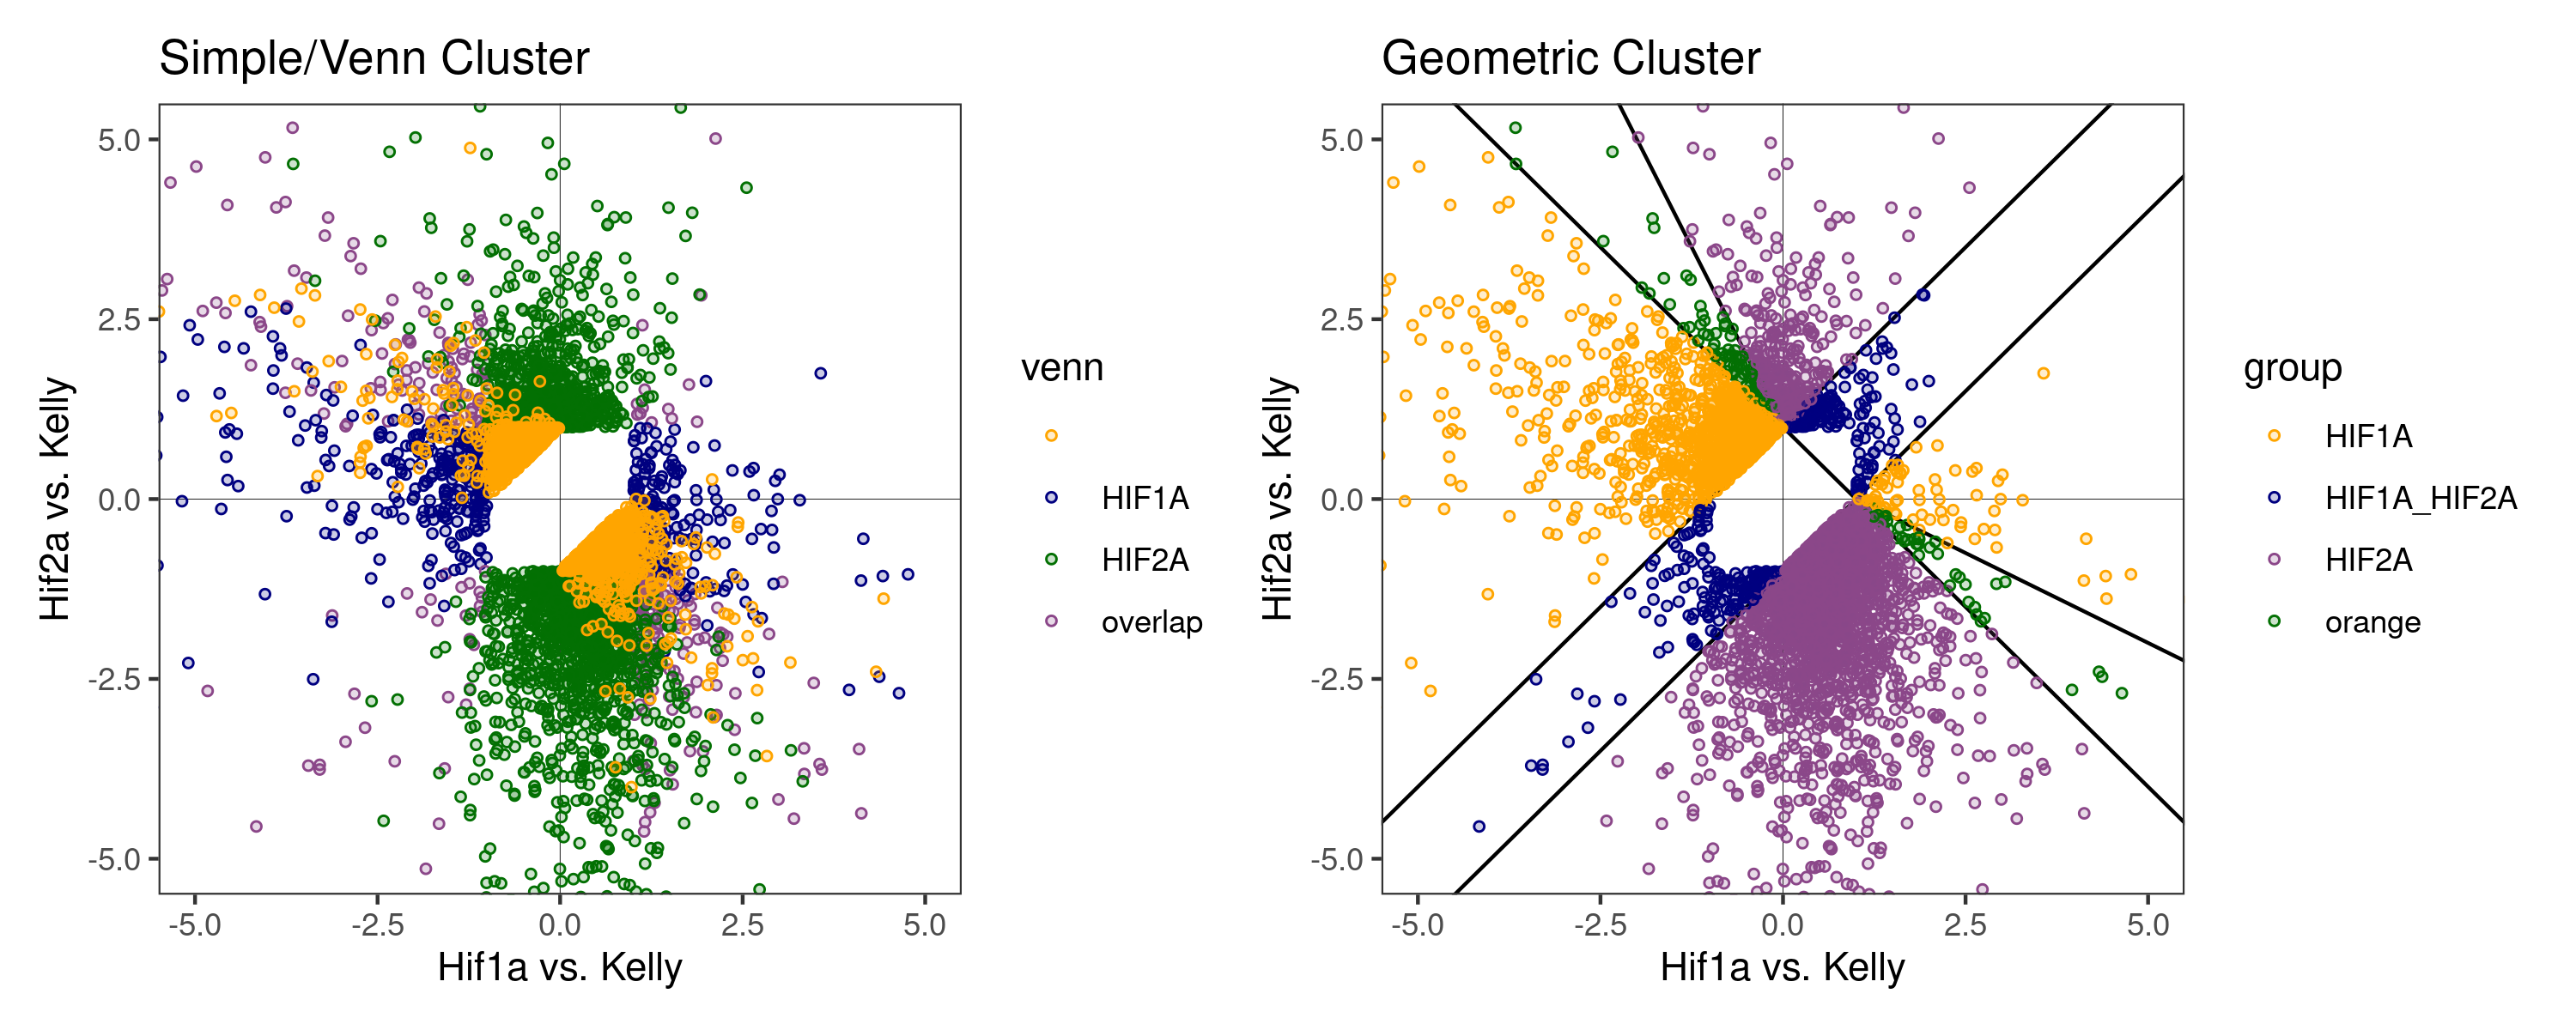 Simple/Venn Cluster
5.0
2.5
0.0
-2.5
-5.0
-5.0
-2.5
0.0
2.5
5.0
Hif2a vs. Kelly
Hif1a vs. Kelly
venn
HIF1A
HIF2A
overlap
Geometric Cluster
5.0
2.5
0.0
-2.5
-5.0
-5.0
-2.5
0.0
2.5
5.0
Hif2a vs. Kelly
Hif1a vs. Kelly
group
HIF1A
HIF1A_HIF2A
HIF2A
orange